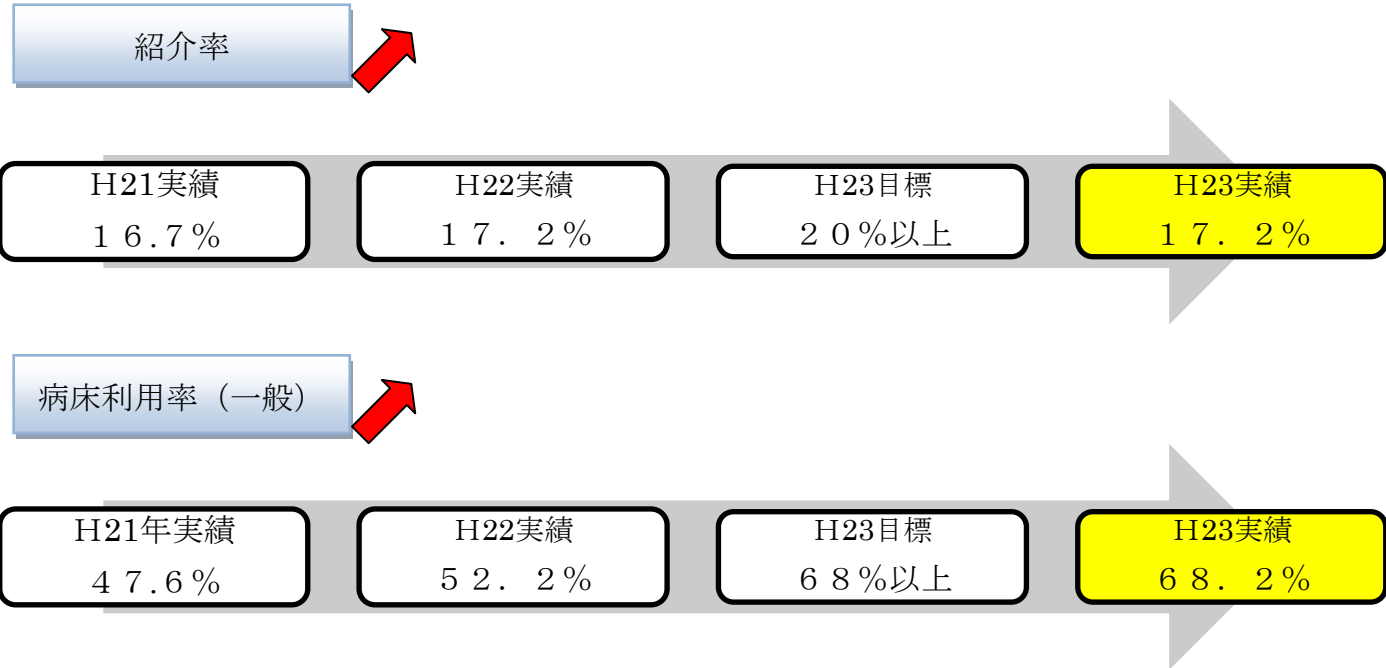 紹介率
H21実績
１６.７％
H22実績
１７．２％
H23目標
２０％以上
H23実績
１７．２％
病床利用率（一般）
H21年実績
４７.６％
H22実績
５２．２％
H23目標
６８％以上
H23実績
６８．２％